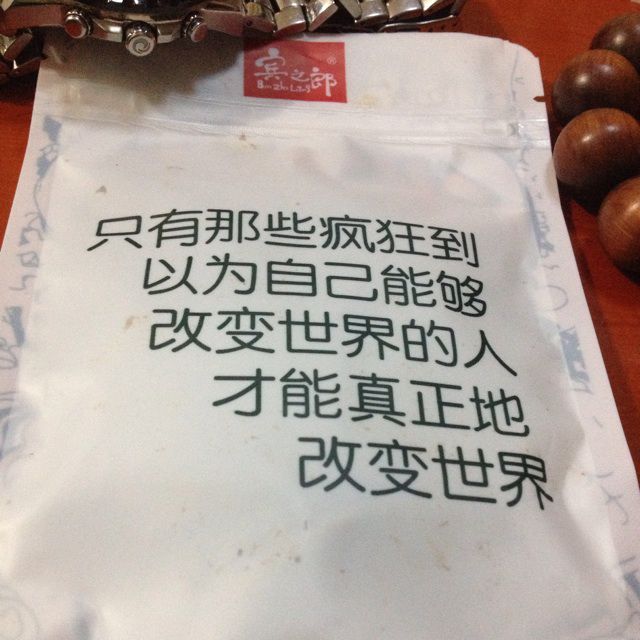 宾之郎
®
BinZhiLang
只有那些疯狂到
以为自己能够
改变世界的人
才能真正地
改变世界